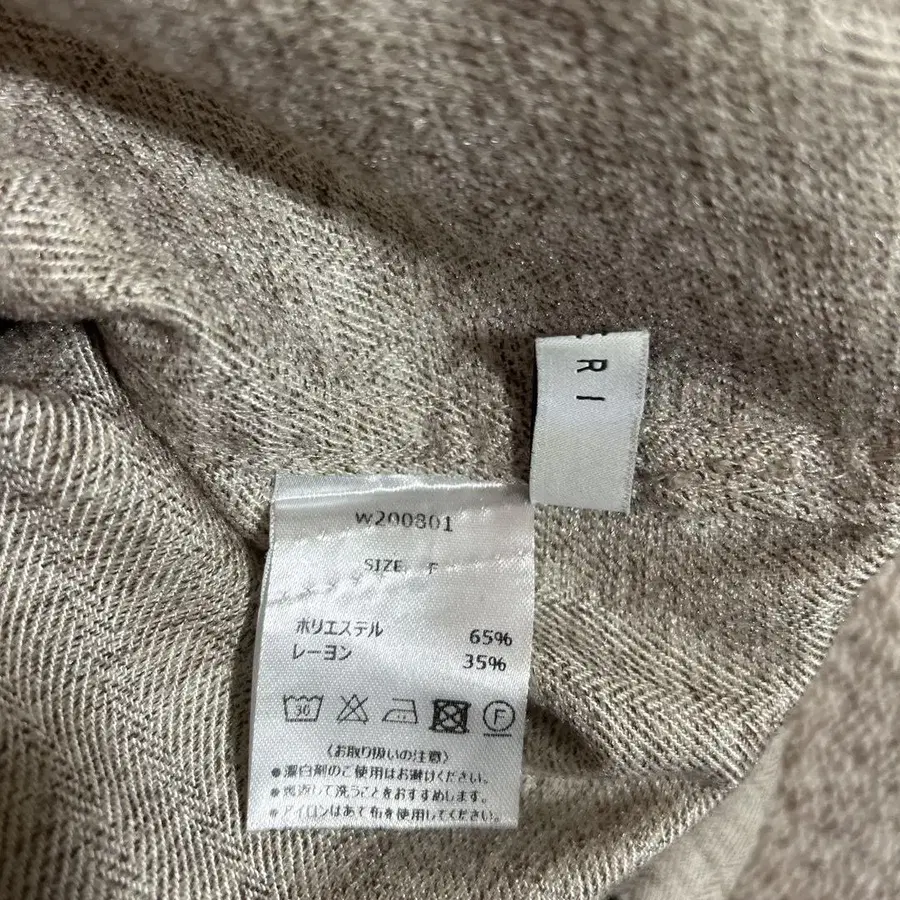 R I
w200801
SIZE F
ポリエステル 65%
レーヨン 35%
30
F
〈お取り扱いの注意〉
●漂白剤のご使用はお避けください。
●裏返して洗うことをおすすめします。
●アイロンはあて布を使用してください。